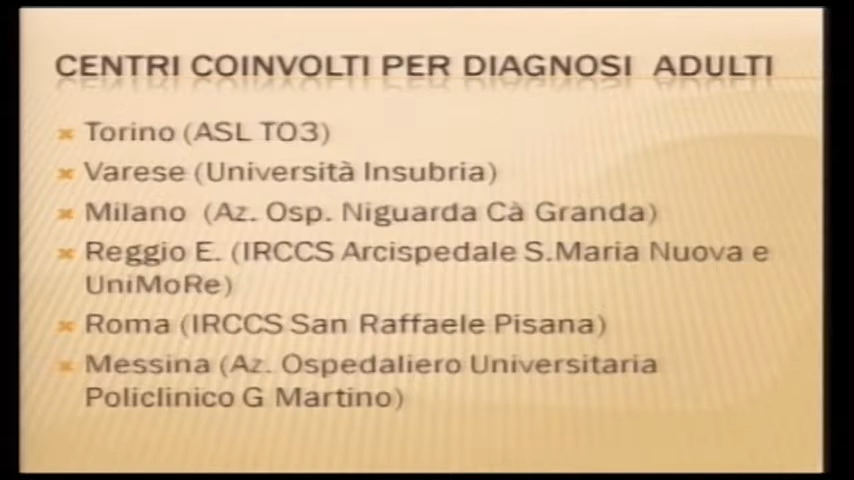 CENTRI COINVOLTI PER DIAGNOSI ADULTI
Torino (ASL TO3)
Varese (Università Insubria)
Milano (Az. Osp. Niguarda Cà Granda)
Reggio E. (IRCCS Arcispedale S.Maria Nuova e
UniMoRe)
Roma (IRCCS San Raffaele Pisana)
Messina (Az. Ospedaliero Universitaria
Policlinico G Martino)